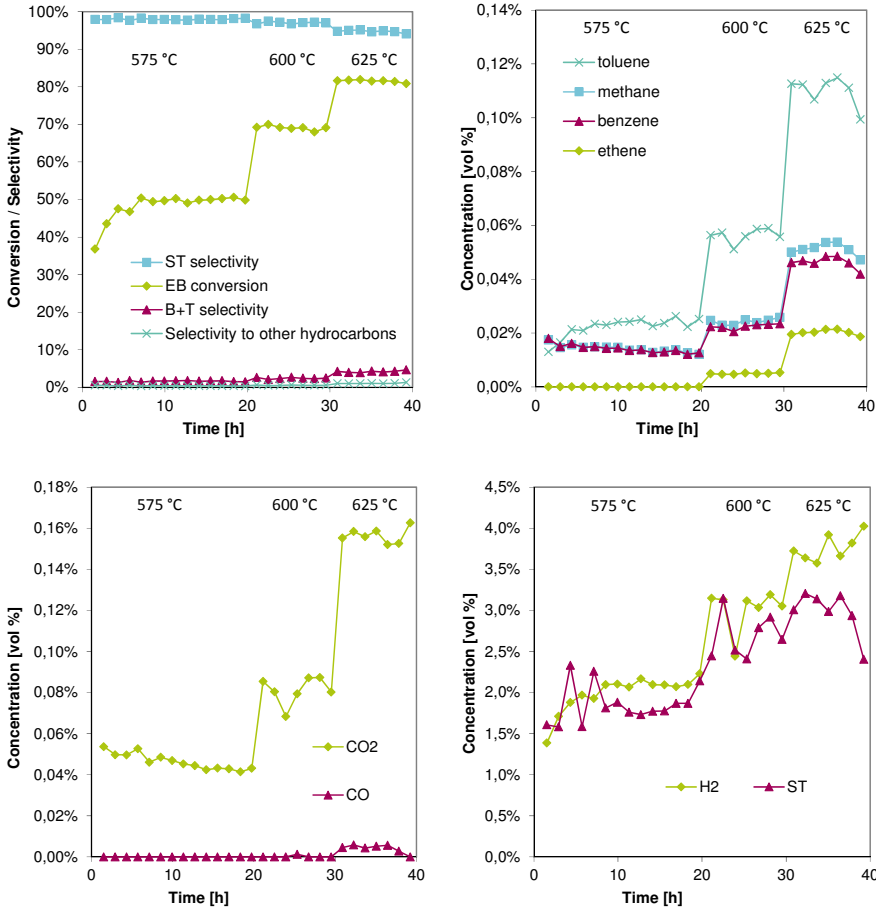 100%
90%
80%
70%
60%
50%
40%
30%
20%
10%
0%
Conversion / Selectivity
575 °C
600 °C
625 °C
ST selectivity
EB conversion
B+T selectivity
Selectivity to other hydrocarbons
0 10 20 30 40
Time [h]
0,14%
0,12%
0,10%
0,08%
0,06%
0,04%
0,02%
0,00%
Concentration [vol %]
575 °C
600 °C
625 °C
toluene
methane
benzene
ethene
0 10 20 30 40
Time [h]
0,18%
0,16%
0,14%
0,12%
0,10%
0,08%
0,06%
0,04%
0,02%
0,00%
Concentration [vol %]
575 °C
600 °C
625 °C
CO2
CO
0 10 20 30 40
Time [h]
4,5%
4,0%
3,5%
3,0%
2,5%
2,0%
1,5%
1,0%
0,5%
0,0%
Concentration [vol %]
575 °C
600 °C
625 °C
H2
ST
0 10 20 30 40
Time [h]